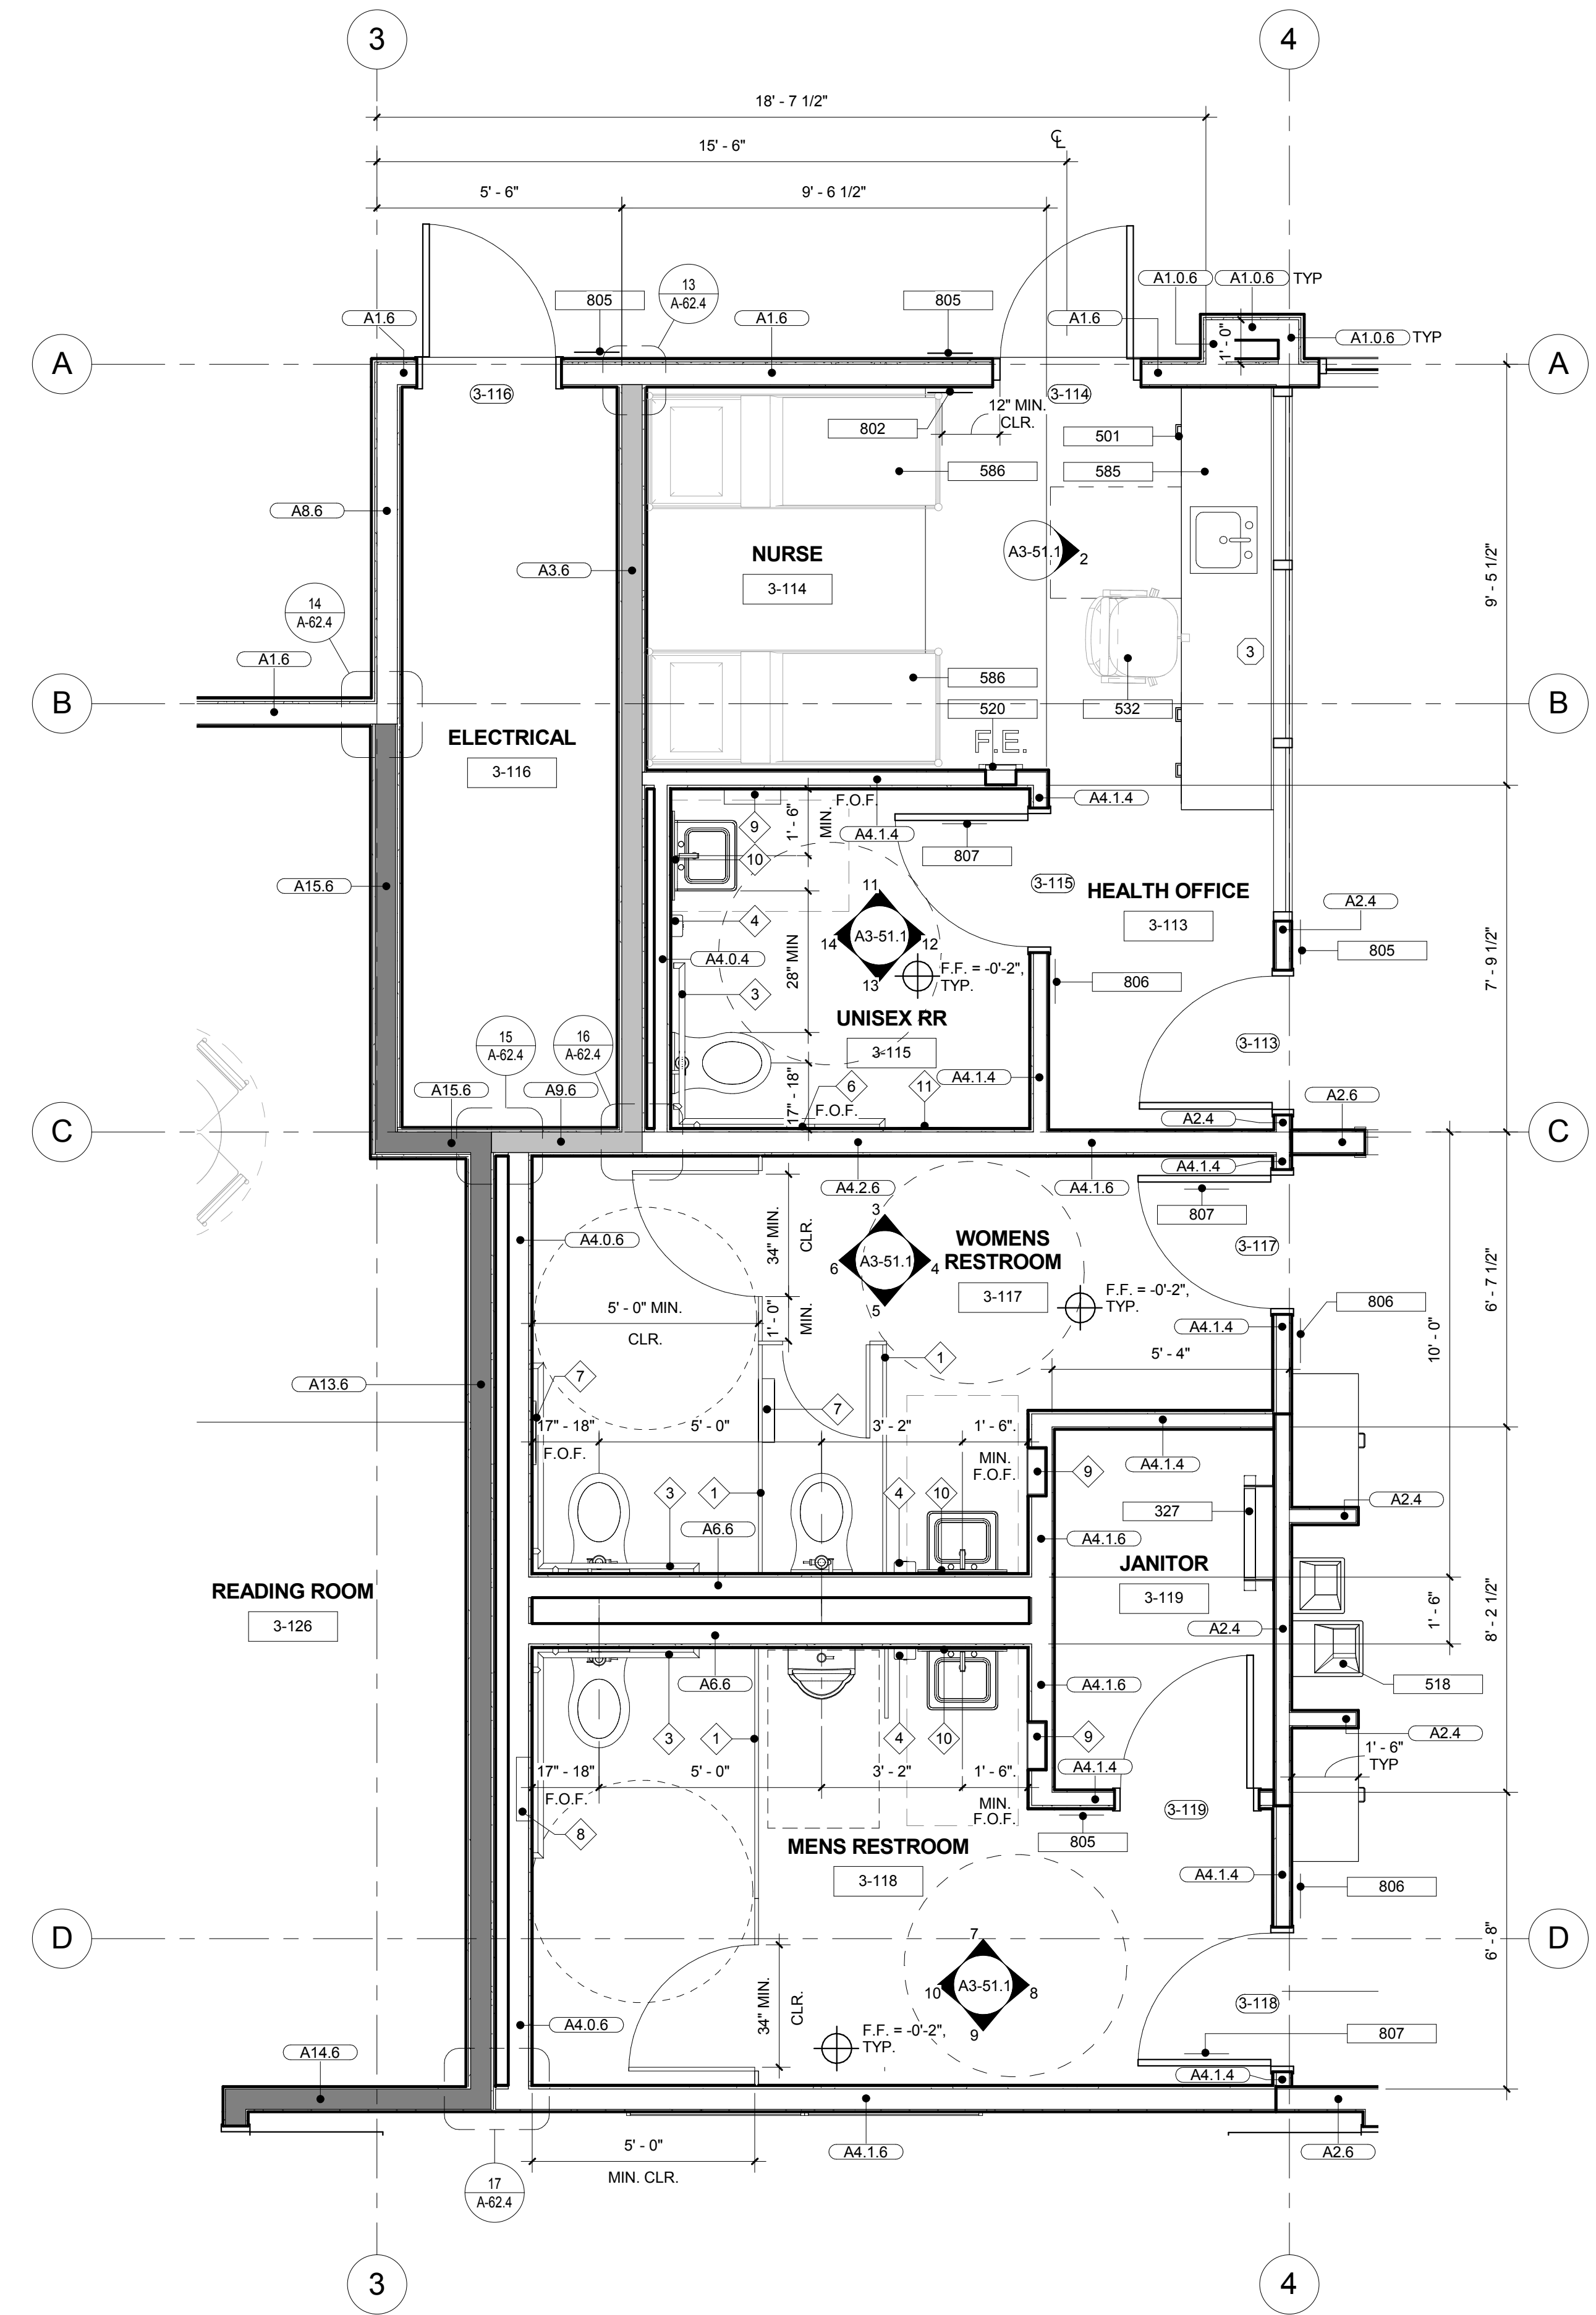 3
4
18' - 7 1/2"
15' - 6"
℄
5' - 6"
9' - 6 1/2"
13
A-62.4
805
805
A1.0.6
A1.0.6
TYP
A1.6
A1.6
A1.6
A1.0.6
TYP
1' - 0"
A
A
3-116
3-114
12" MIN.
CLR.
802
501
586
585
A8.6
A3.6
NURSE
3-114
A3-51.1
2
9' - 5 1/2"
14
A-62.4
A1.6
3
586
B
520
532
B
ELECTRICAL
3-116
F.E.
F.O.F.
A4.1.4
A4.1.4
1' - 6"
MIN.
9
10
807
A15.6
3-115
HEALTH OFFICE
3-113
11
14
A3-51.1
12
13
4
A4.0.4
A2.4
805
28" MIN
F.F. = -0'-2",
TYP.
3
806
7' - 9 1/2"
UNISEX RR
3-115
15
A-62.4
16
A-62.4
3-113
A15.6
A9.6
17" - 18"
6
11
A4.1.4
F.O.F.
A2.6
A2.4
C
C
A4.2.6
A4.1.6
A4.1.4
807
34" MIN.
CLR.
3
6
A3-51.1
4
5
WOMENS
RESTROOM
3-117
A4.0.6
3-117
F.F. = -0'-2",
TYP.
806
5' - 0" MIN.
CLR.
1' - 0"
MIN.
A4.1.4
10' - 0"
6' - 7 1/2"
5' - 4"
1
7
A13.6
7
17" - 18"
F.O.F.
5' - 0"
3' - 2"
1' - 6".
MIN.
F.O.F.
A4.1.4
9
3
1
4
10
A2.4
327
A6.6
A4.1.6
READING ROOM
3-126
JANITOR
3-119
1' - 6"
8' - 2 1/2"
A2.4
A6.6
A4.1.6
518
3
1
4
10
9
A2.4
17" - 18"
F.O.F.
5' - 0"
3' - 2"
1' - 6".
MIN.
F.O.F.
A4.1.4
1' - 6"
TYP
3-119
8
805
MENS RESTROOM
3-118
A4.1.4
806
D
D
7
10
A3-51.1
8
9
6' - 8"
34" MIN.
CLR.
3-118
A4.0.6
F.F. = -0'-2",
TYP.
807
A14.6
A4.1.4
5' - 0"
MIN. CLR.
A4.1.6
A2.6
17
A-62.4
3
4